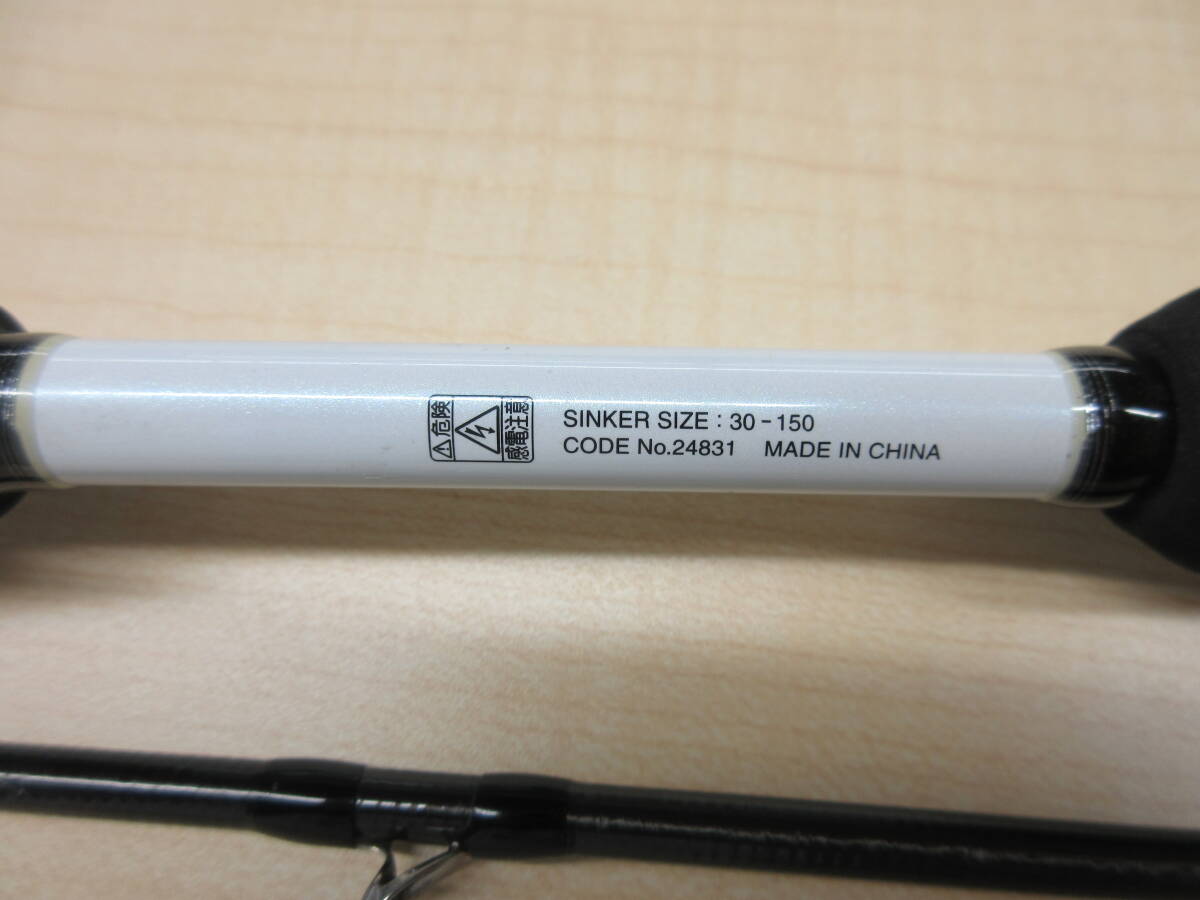 危険
感電注意
SINKER SIZE : 30 - 150
CODE No.24831 MADE IN CHINA